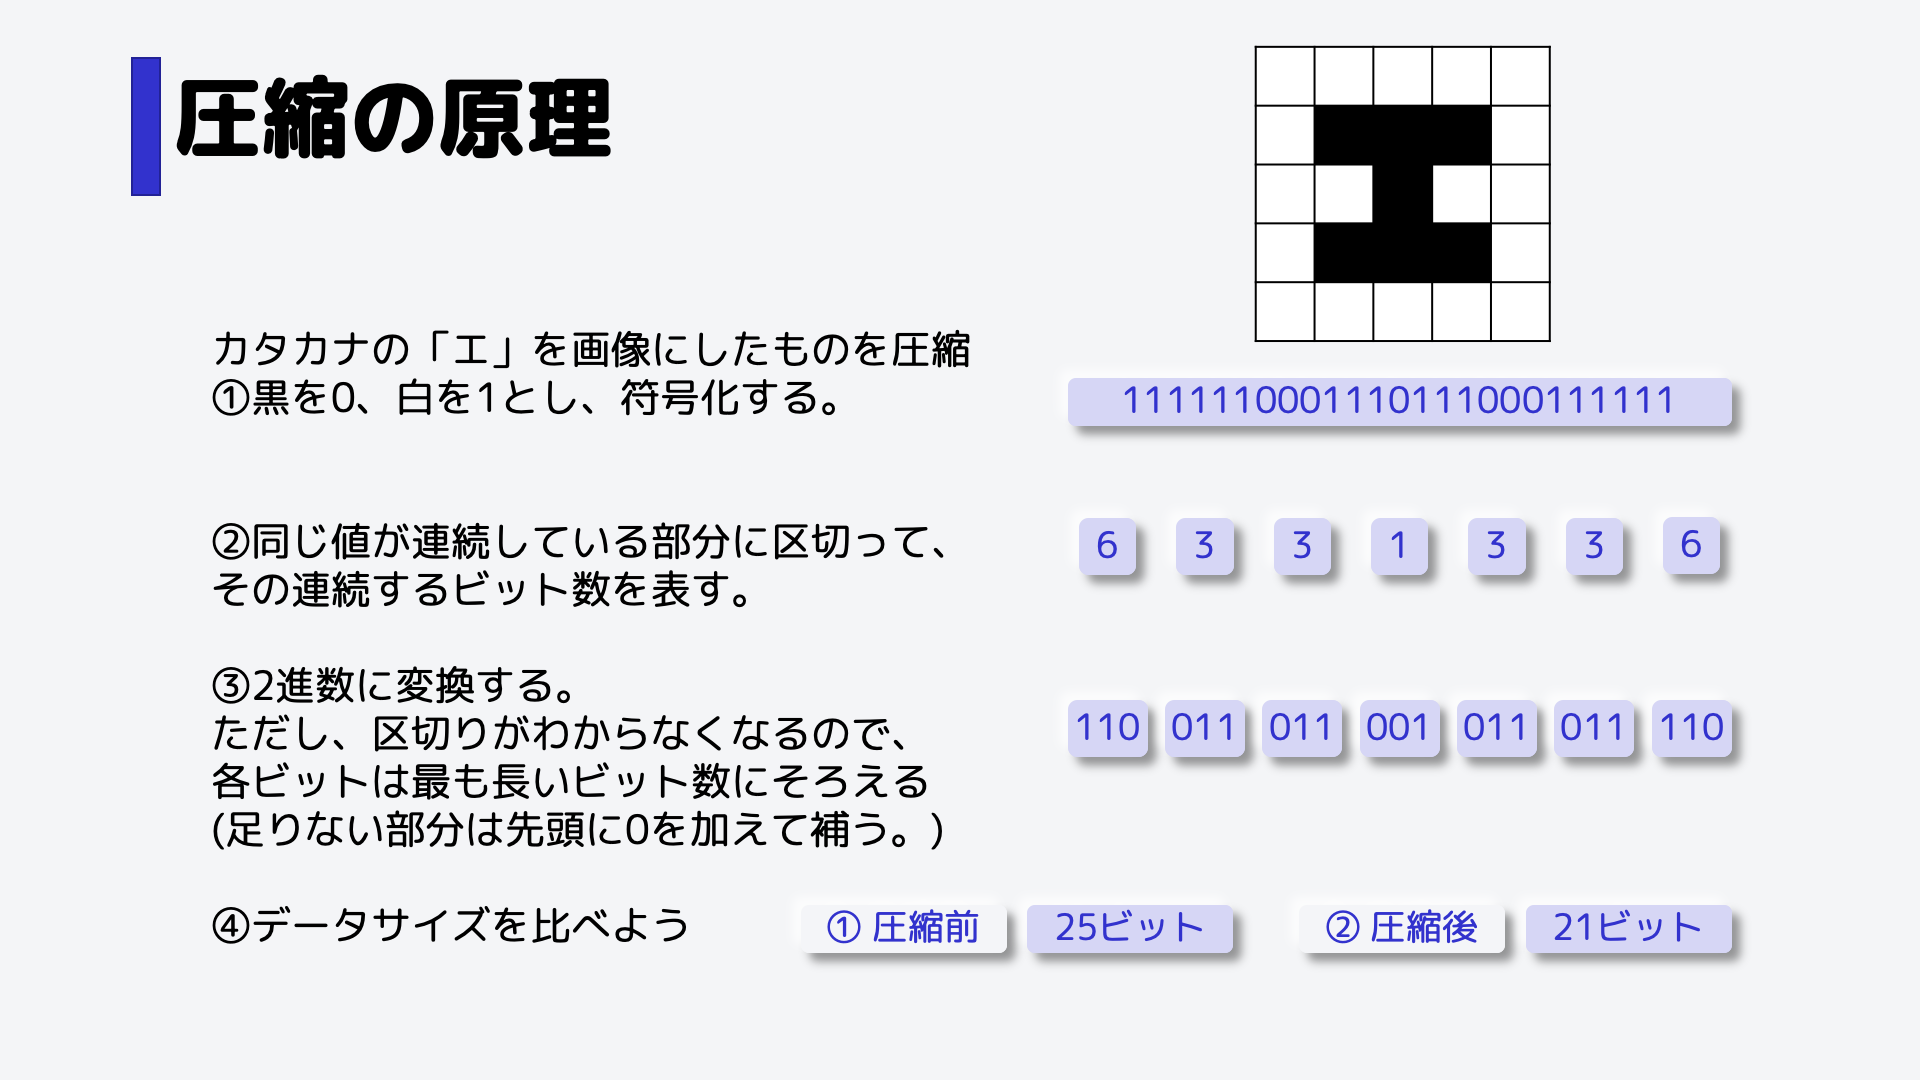 圧縮の原理
カタカナの「エ」を画像にしたものを圧縮
①黒を0、白を1とし、符号化する。
1111110001110111000111111
②同じ値が連続している部分に区切って、
その連続するビット数を表す。
6 3 3 1 3 3 6
③2進数に変換する。
ただし、区切りがわからなくなるので、
各ビットは最も長いビット数にそろえる
(足りない部分は先頭に0を加えて補う。)
110 011 011 001 011 011 110
④データサイズを比べよう
① 圧縮前 25ビット ② 圧縮後 21ビット